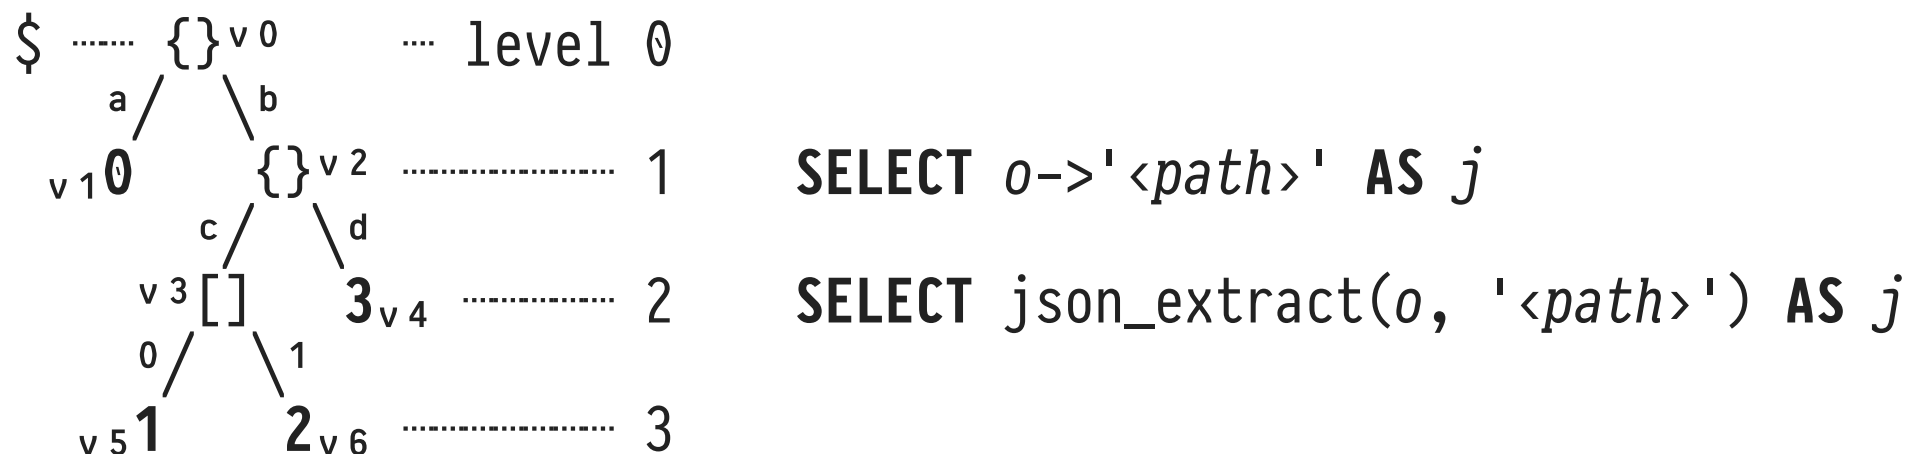 $ {} v 0 level 0
a b
v 1 0 {} v 2 1 SELECT o->'‹path›' AS j
c d
v 3 [] 3 v 4 2 SELECT json_extract(o, '‹path›') AS j
0 1
v 5 1 2 v 6 3